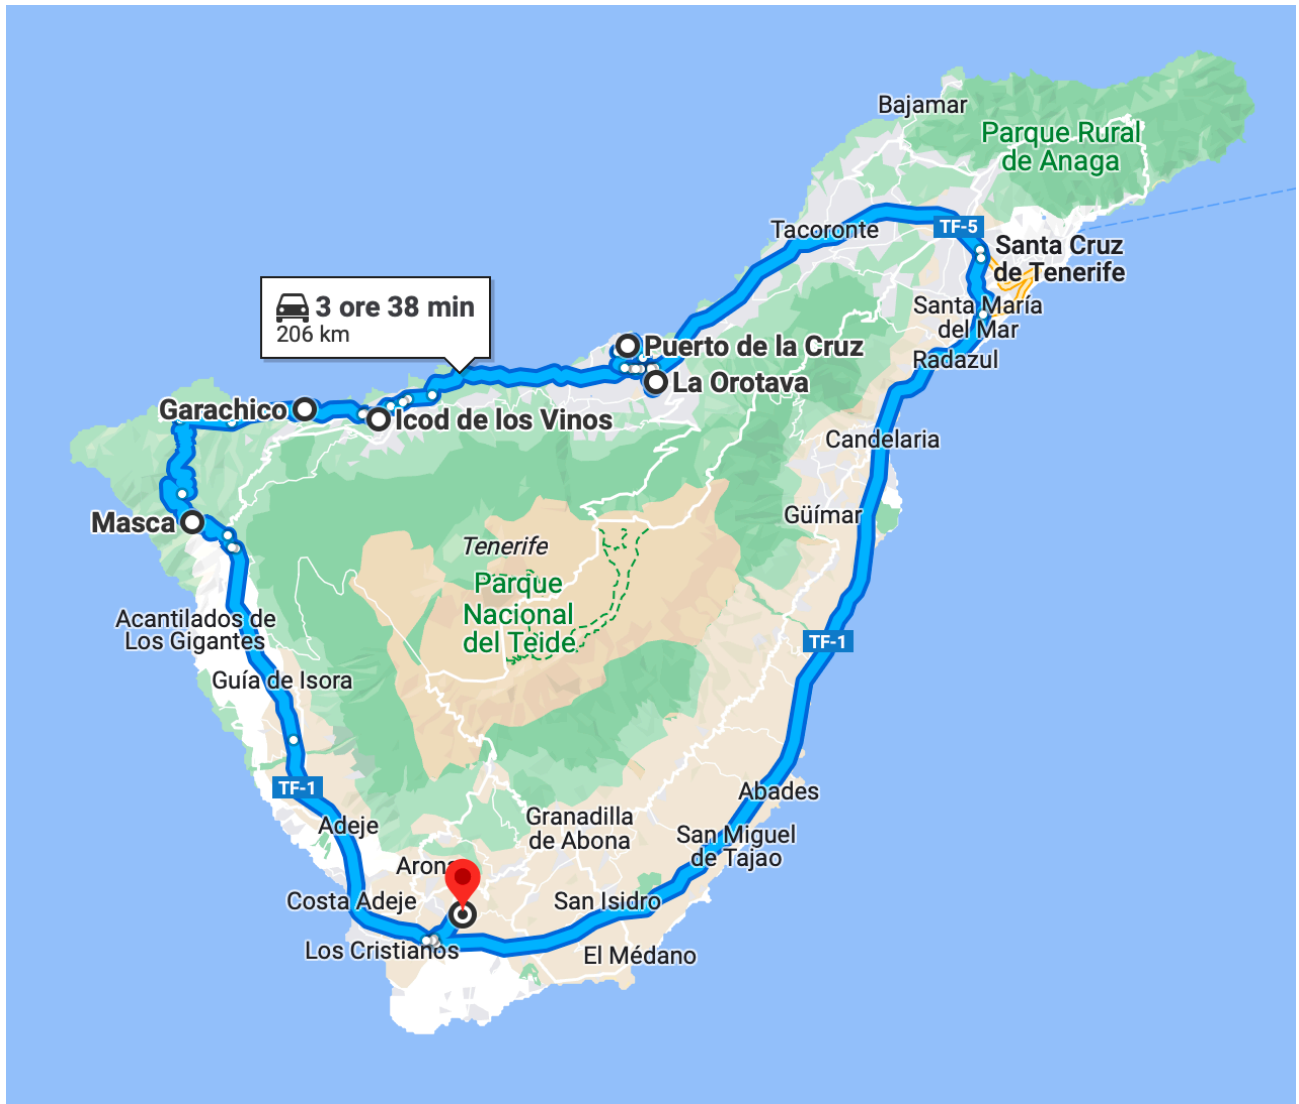 Bajamar
Parque Rural
de Anaga
Tacoronte
TF-5
Santa Cruz
de Tenerife
3 ore 38 min
206 km
Santa María
del Mar
Puerto de la Cruz
Radazul
La Orotava
Garachico
Icod de los Vinos
Candelaria
Masca
Güímar
Tenerife
Parque
Nacional
del Teide
Acantilados de
Los Gigantes
TF-1
Guía de Isora
TF-1
Abades
Adeje
Granadilla
de Abona
San Miguel
de Tajao
Arona
Costa Adeje
San Isidro
Los Cristianos
El Médano